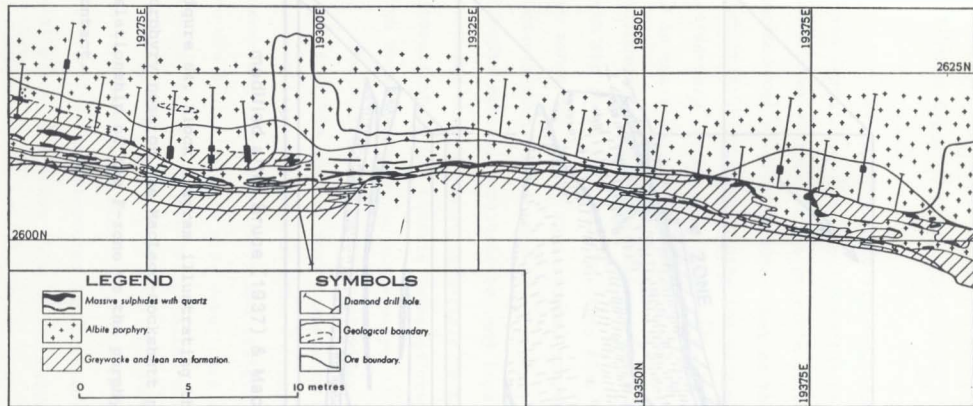 19275E
19300E
19325E
19350E
19375E
2625N
2600N
LEGEND
Massive sulphides with quartz
Albite porphyry.
Greywacke and lean iron formation.
SYMBOLS
Diamond drill hole.
Geological boundary.
Ore boundary.
0 5 10 metres
19350N
19375E